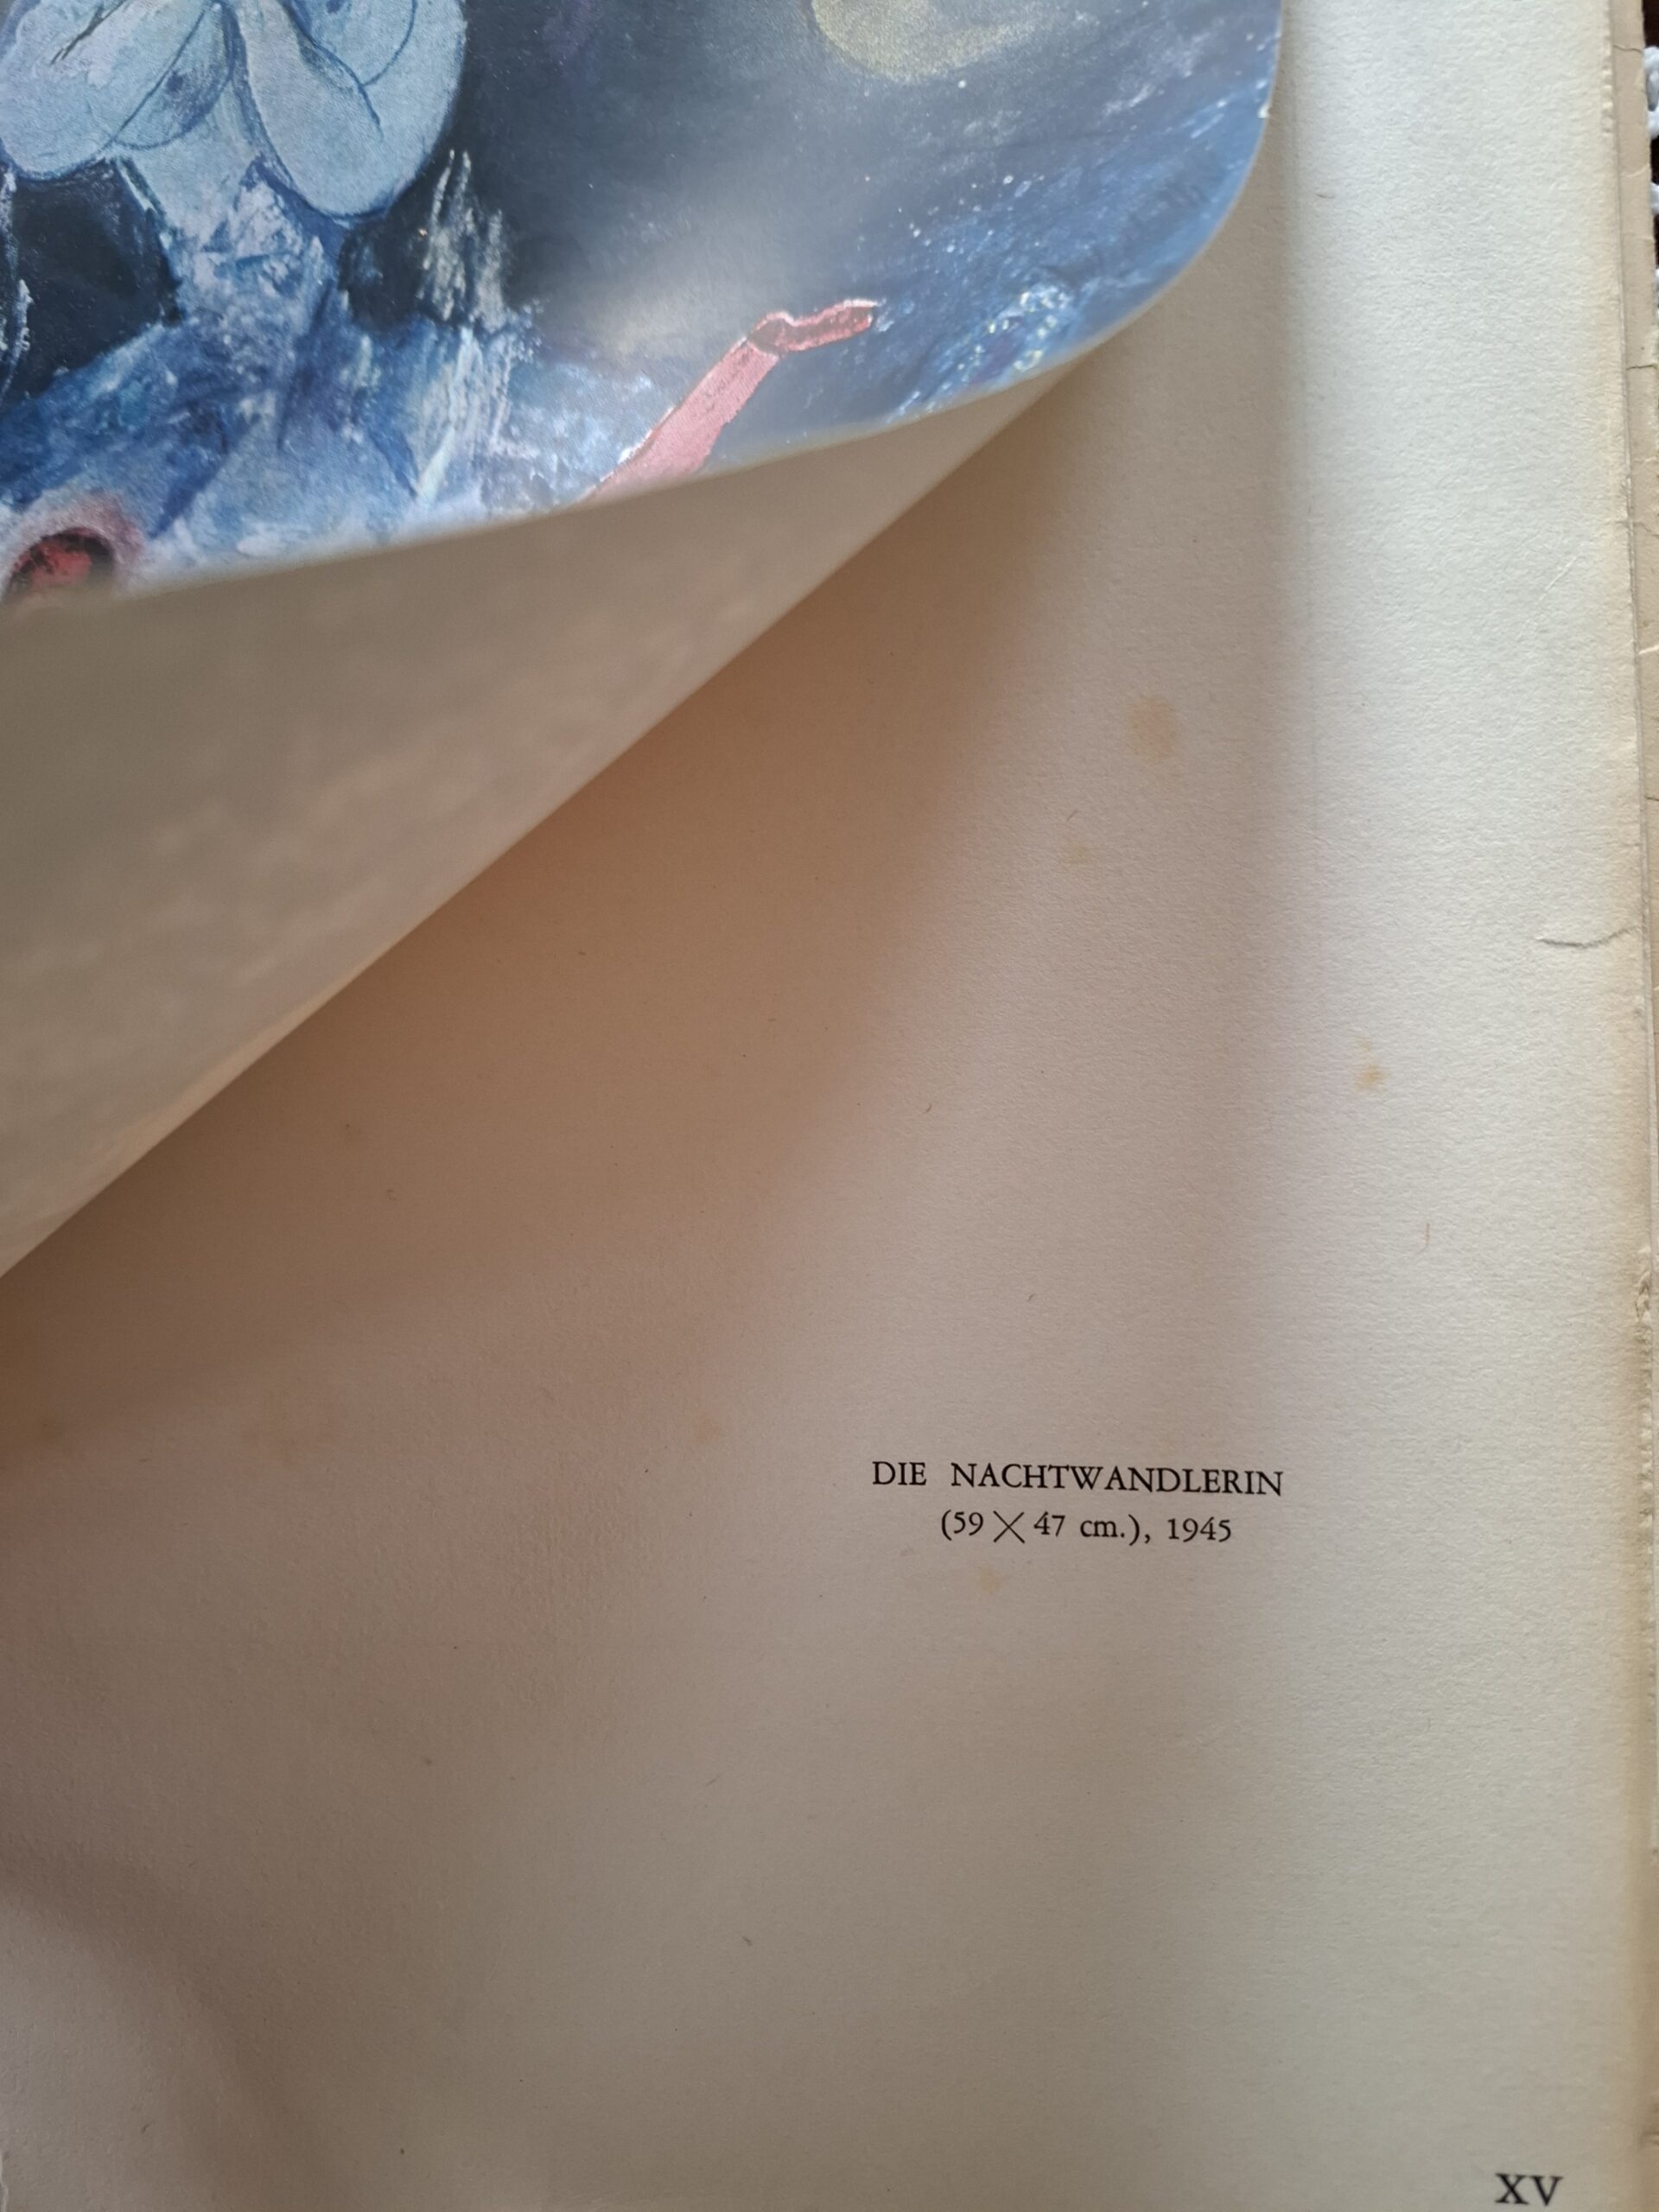 DIE NACHTWANDLERIN
(59 × 47 cm.), 1945
XV